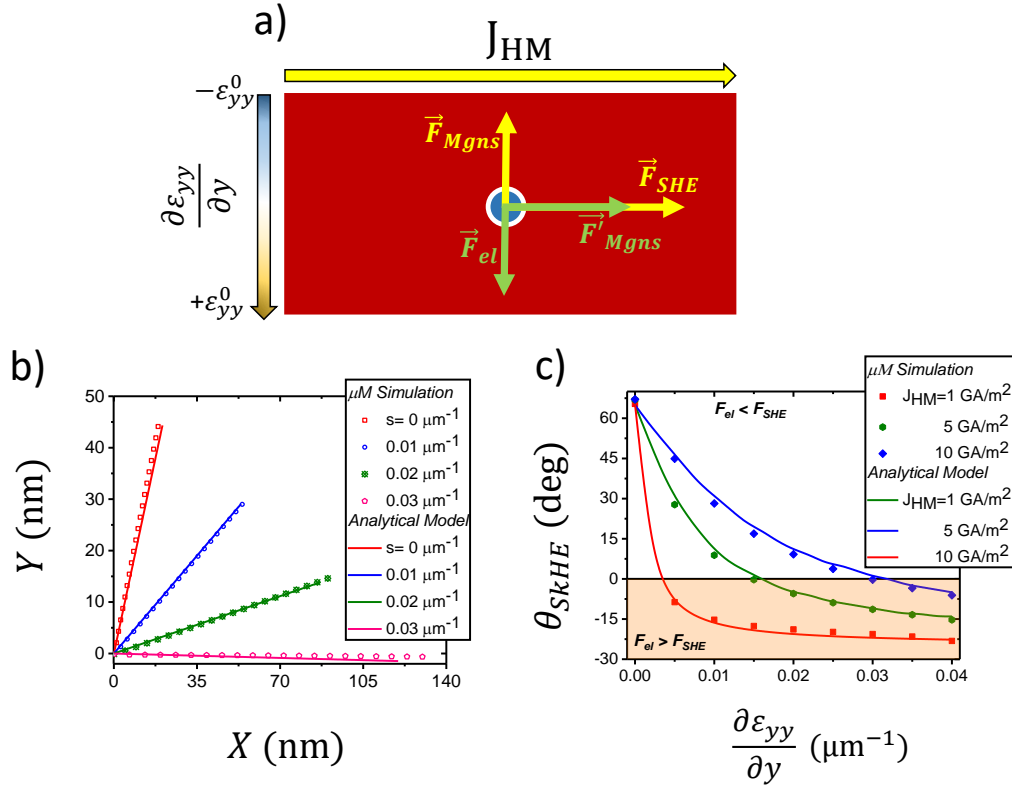 a)
J_HM
−ε⁰_yy
∂ε_yy
∂y
+ε⁰_yy
F_Mgns
F_SHE
F_el
F'_Mgns
b)
50
40
30
20
10
0
0 35 70 105 140
Y (nm)
X (nm)
μM Simulation
s= 0 μm⁻¹
0.01 μm⁻¹
0.02 μm⁻¹
0.03 μm⁻¹
Analytical Model
s= 0 μm⁻¹
0.01 μm⁻¹
0.02 μm⁻¹
0.03 μm⁻¹
c)
60
45
30
15
0
-15
-30
0.00 0.01 0.02 0.03 0.04
θ_SkHE (deg)
∂ε_yy
∂y
(μm⁻¹)
F_el < F_SHE
F_el > F_SHE
μM Simulation
J_HM=1 GA/m²
5 GA/m²
10 GA/m²
Analytical Model
J_HM=1 GA/m²
5 GA/m²
10 GA/m²